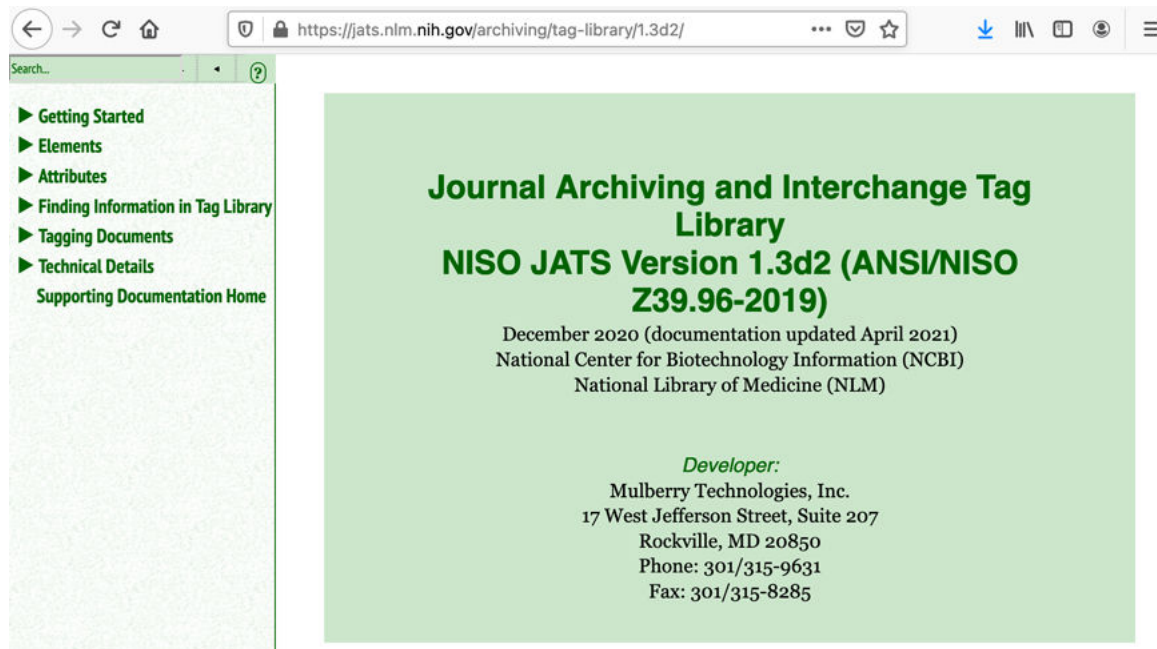 https://jats.nlm.nih.gov/archiving/tag-library/1.3d2/
Search...
?
Getting Started
Elements
Attributes
Finding Information in Tag Library
Tagging Documents
Technical Details
Supporting Documentation Home
Journal Archiving and Interchange Tag
Library
NISO JATS Version 1.3d2 (ANSI/NISO
Z39.96-2019)
December 2020 (documentation updated April 2021)
National Center for Biotechnology Information (NCBI)
National Library of Medicine (NLM)
Developer:
Mulberry Technologies, Inc.
17 West Jefferson Street, Suite 207
Rockville, MD 20850
Phone: 301/315-9631
Fax: 301/315-8285